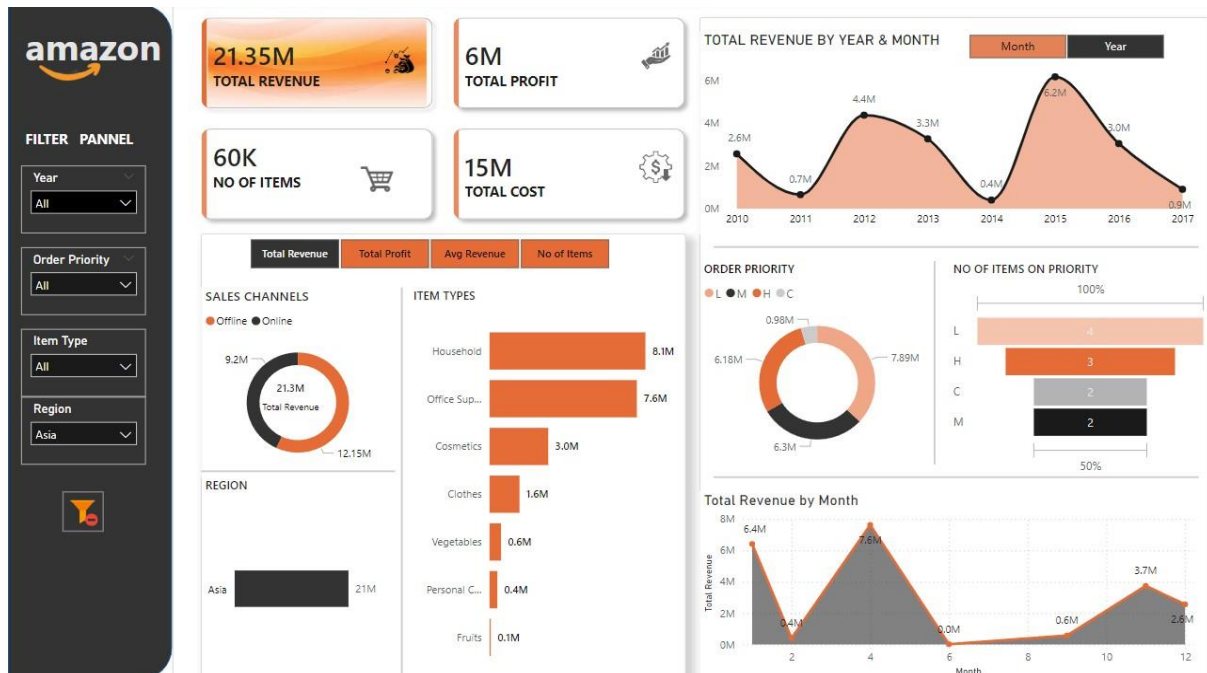 amazon
FILTER PANNEL
Year
All
Order Priority
All
Item Type
All
Region
Asia
21.35M
TOTAL REVENUE
6M
TOTAL PROFIT
60K
NO OF ITEMS
15M
TOTAL COST
Total Revenue
Total Profit
Avg Revenue
No of Items
SALES CHANNELS
Offline
Online
9.2M
21.3M
Total Revenue
12.15M
REGION
Asia
21M
ITEM TYPES
Household
8.1M
Office Sup...
7.6M
Cosmetics
3.0M
Clothes
1.6M
Vegetables
0.6M
Personal C...
0.4M
Fruits
0.1M
TOTAL REVENUE BY YEAR & MONTH
Month
Year
6M
4M
2M
0M
2.6M
0.7M
4.4M
3.3M
0.4M
6.2M
3.0M
0.9M
2010 2011 2012 2013 2014 2015 2016 2017
ORDER PRIORITY
L M H C
0.98M
6.18M
7.89M
6.3M
NO OF ITEMS ON PRIORITY
100%
L 4
H 3
C 2
M 2
50%
Total Revenue by Month
Total Revenue
8M
6M
4M
2M
0M
6.4M
0.4M
7.6M
0.0M
0.6M
3.7M
2.6M
2 4 6 8 10 12
Month